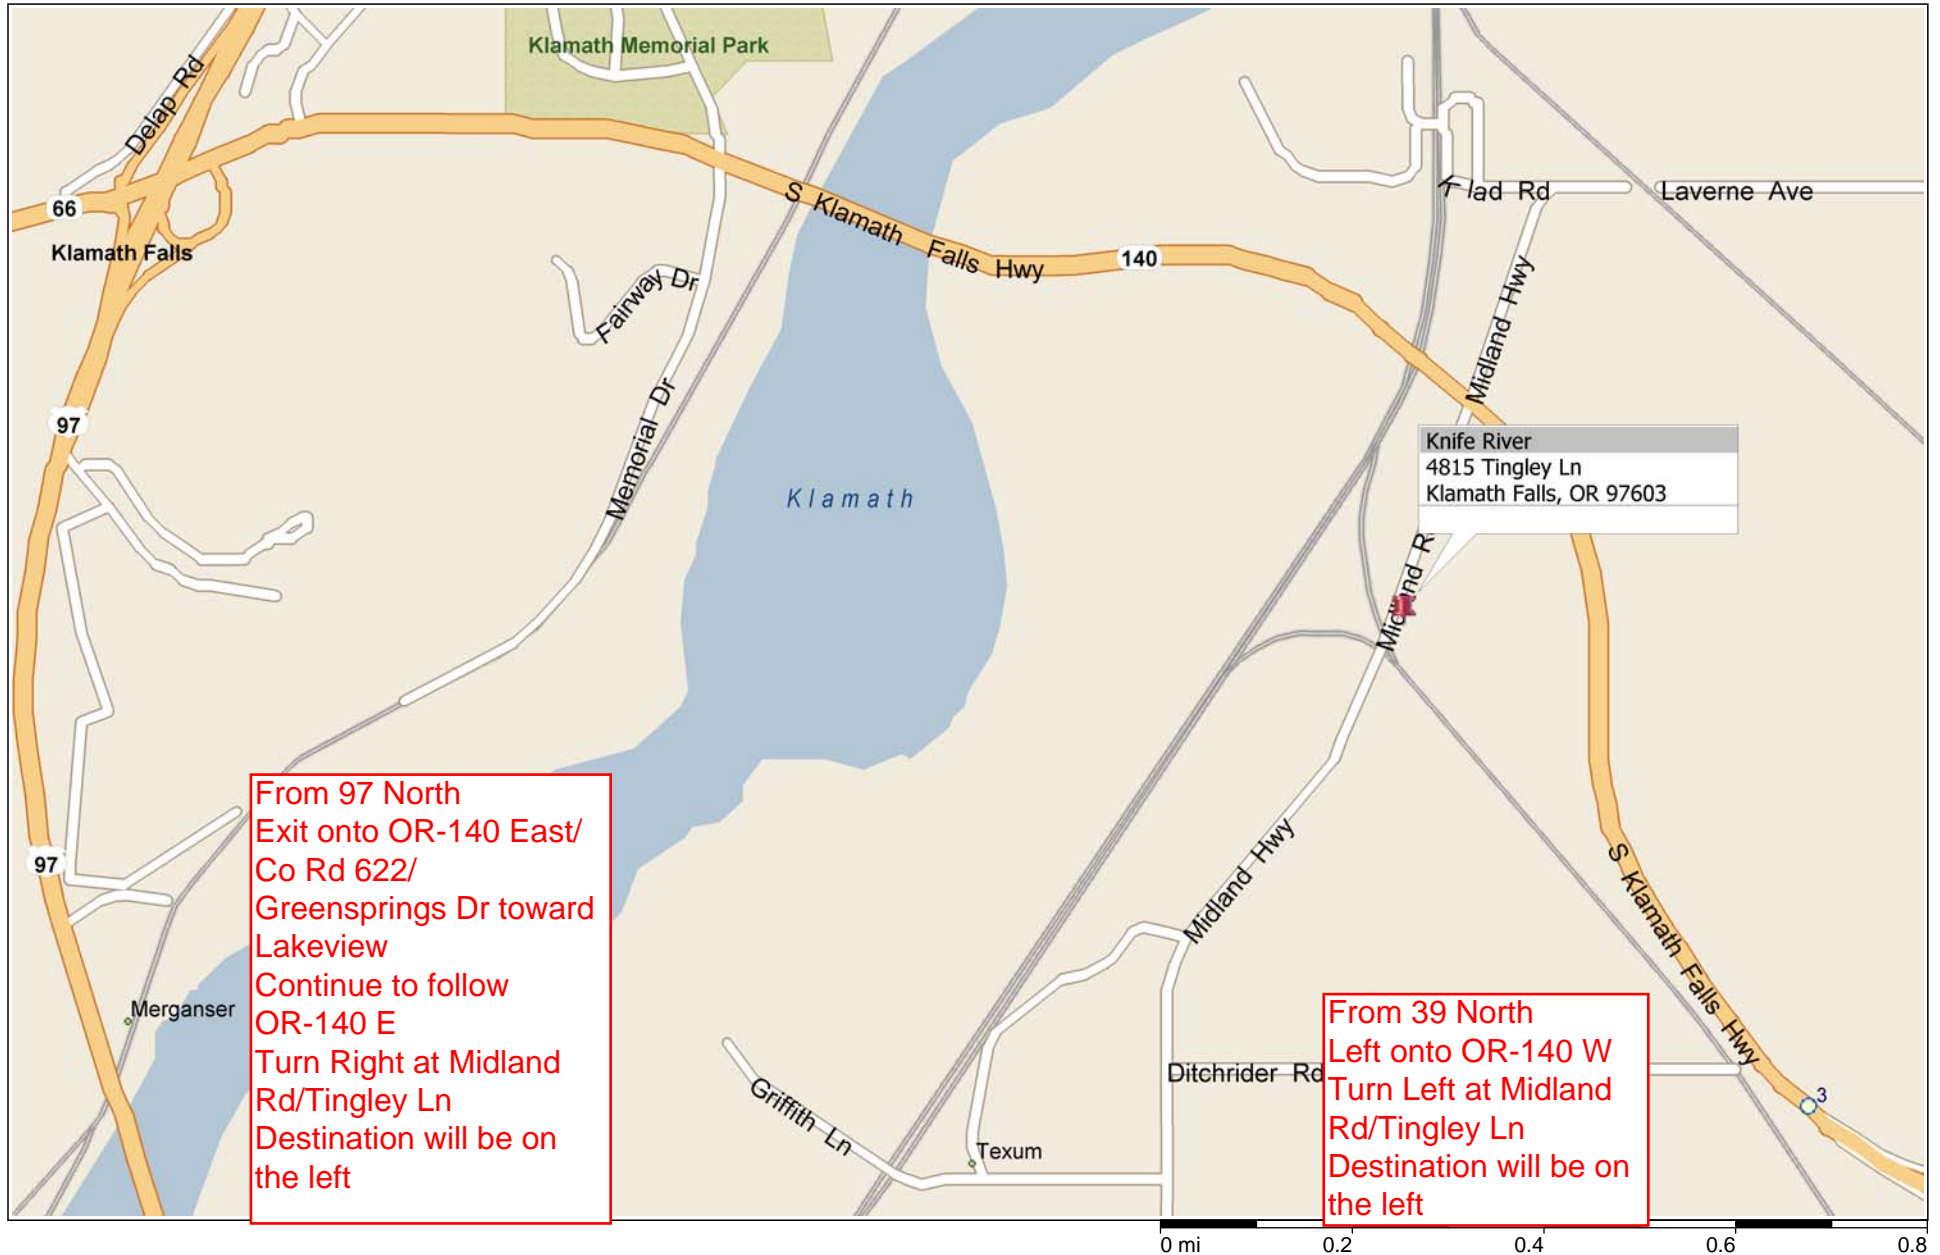 Klamath Memorial Park
Delap Rd
66
Klamath Falls
S Klamath Falls Hwy
140
lad Rd
Laverne Ave
Fairway Dr
Midland Hwy
97
Memorial Dr
Klamath
Knife River
4815 Tingley Ln
Klamath Falls, OR 97603
Midland R
97
From 97 North
Exit onto OR-140 East/
Co Rd 622/
Greensprings Dr toward
Lakeview
Continue to follow
OR-140 E
Turn Right at Midland
Rd/Tingley Ln
Destination will be on
the left
Midland Hwy
S Klamath Falls Hwy
Merganser
Ditchrider Rd
From 39 North
Left onto OR-140 W
Turn Left at Midland
Rd/Tingley Ln
Destination will be on
the left
3
Griffith Ln
Texum
0 mi 0.2 0.4 0.6 0.8